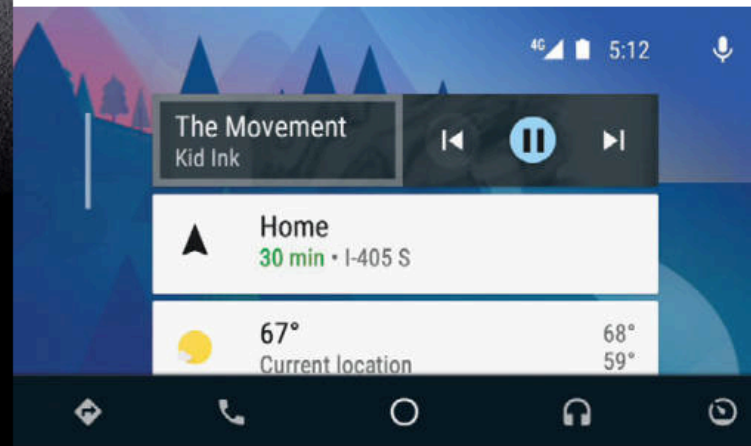 4G 5:12
The Movement
Kid Ink
Home
30 min • I-405 S
67° 68°
Current location 59°